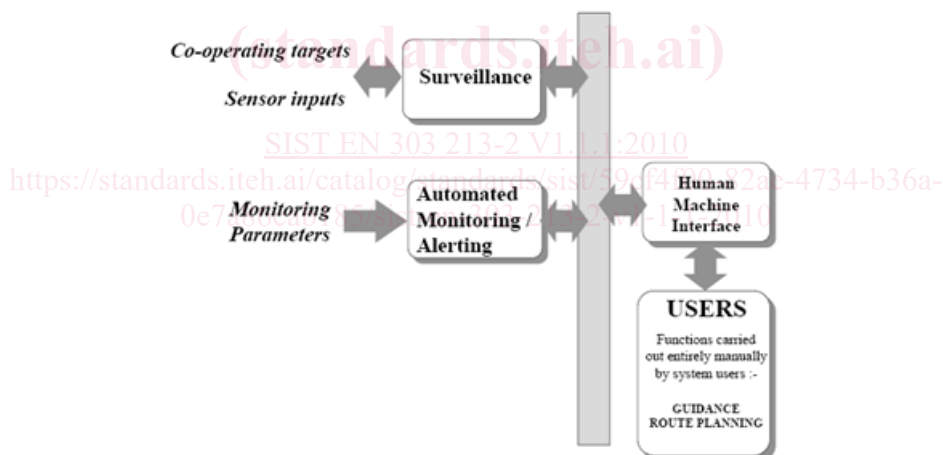 (standards.iteh.ai)
Co-operating targets
Surveillance
Sensor inputs
SIST EN 303 213-2 V1.1.1:2010
https://standards.iteh.ai/catalog/standards/sist/
4734-b36a-
Human
Machine
Interface
Automated
Monitoring /
Alerting
Monitoring
Parameters
USERS
Functions carried
out entirely manually
by system users :-
GUIDANCE
ROUTE PLANNING